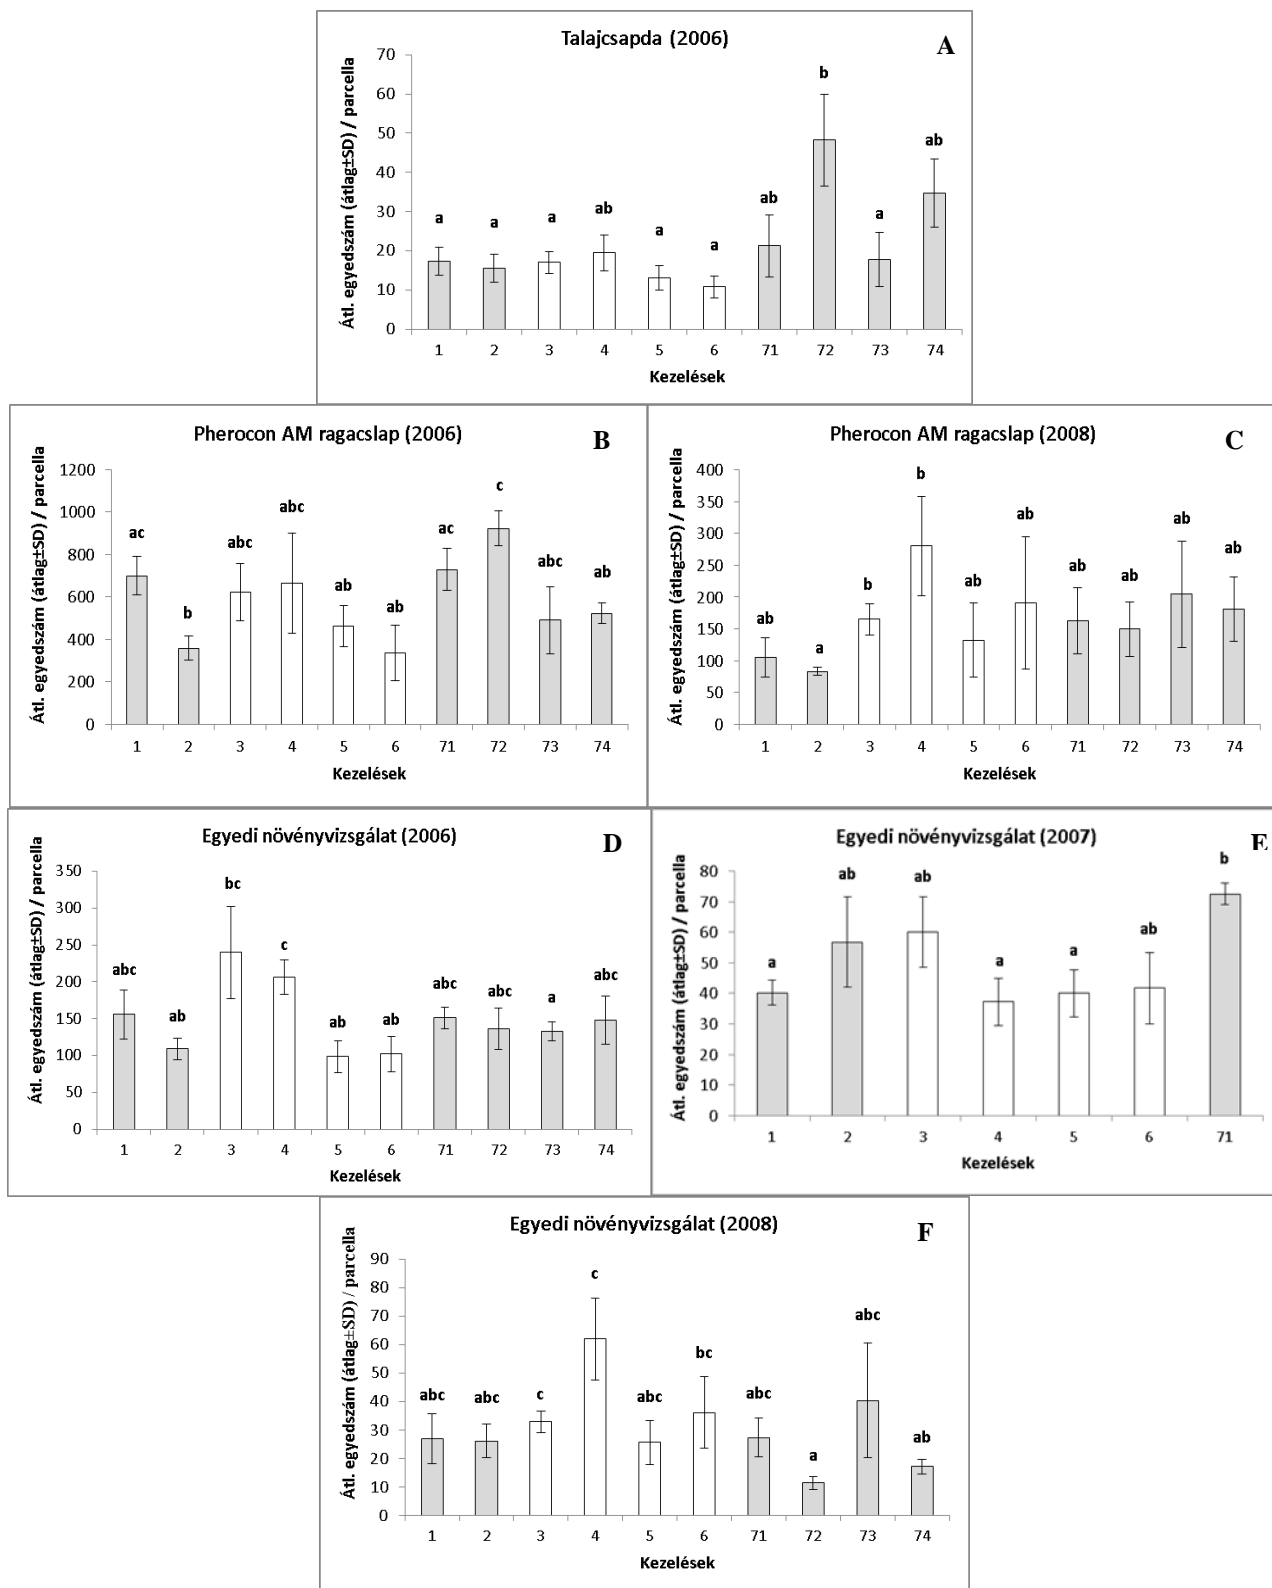 Talajcsapda (2006)
A
Átl. egyedszám (átlag±SD) / parcella
70
60
50
40
30
20
10
0
a a a ab a a ab b a ab
1 2 3 4 5 6 71 72 73 74
Kezelések
Pherocon AM ragacslap (2006)
B
Átl. egyedszám (átlag±SD) / parcella
1200
1000
800
600
400
200
0
ac b abc abc ab ab ac c abc ab
1 2 3 4 5 6 71 72 73 74
Kezelések
Pherocon AM ragacslap (2008)
C
Átl. egyedszám (átlag±SD) / parcella
400
350
300
250
200
150
100
50
0
ab a b b ab ab ab ab ab ab
1 2 3 4 5 6 71 72 73 74
Kezelések
Egyedi növényvizsgálat (2006)
D
Átl. egyedszám (átlag±SD) / parcella
350
300
250
200
150
100
50
0
abc ab bc c ab ab abc abc a abc
1 2 3 4 5 6 71 72 73 74
Kezelések
Egyedi növényvizsgálat (2007)
E
Átl. egyedszám (átlag±SD) / parcella
80
70
60
50
40
30
20
10
0
a ab ab a a ab b
1 2 3 4 5 6 71
Kezelések
Egyedi növényvizsgálat (2008)
F
Átl. egyedszám (átlag±SD) / parcella
90
80
70
60
50
40
30
20
10
0
abc abc c c abc bc abc a abc ab
1 2 3 4 5 6 71 72 73 74
Kezelések